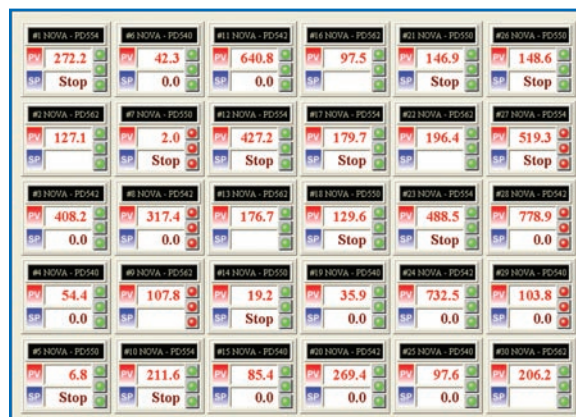 #1 NOVA - PD554 #6 NOVA - PD540 #11 NOVA - PD542 #16 NOVA - PD562 #21 NOVA - PD550 #26 NOVA - PD550
PV 272.2 PV 42.3 PV 640.8 PV 97.5 PV 146.9 PV 148.6
SP Stop SP 0.0 SP 0.0 SP SP Stop SP Stop
#2 NOVA - PD562 #7 NOVA - PD550 #12 NOVA - PD554 #17 NOVA - PD554 #22 NOVA - PD562 #27 NOVA - PD554
PV 127.1 PV 2.0 PV 427.2 PV 179.7 PV 196.4 PV 519.3
SP SP Stop SP Stop SP Stop SP SP Stop
#3 NOVA - PD542 #8 NOVA - PD542 #13 NOVA - PD562 #18 NOVA - PD550 #23 NOVA - PD554 #28 NOVA - PD542
PV 408.2 PV 317.4 PV 176.7 PV 129.6 PV 488.5 PV 778.9
SP 0.0 SP 0.0 SP SP Stop SP Stop SP 0.0
#4 NOVA - PD540 #9 NOVA - PD562 #14 NOVA - PD550 #19 NOVA - PD540 #24 NOVA - PD542 #29 NOVA - PD540
PV 54.4 PV 107.8 PV 19.2 PV 35.9 PV 732.5 PV 103.8
SP 0.0 SP SP Stop SP 0.0 SP 0.0 SP 0.0
#5 NOVA - PD550 #10 NOVA - PD554 #15 NOVA - PD540 #20 NOVA - PD542 #25 NOVA - PD540 #30 NOVA - PD562
PV 6.8 PV 211.6 PV 85.4 PV 269.4 PV 97.6 PV 206.2
SP Stop SP Stop SP 0.0 SP 0.0 SP 0.0 SP